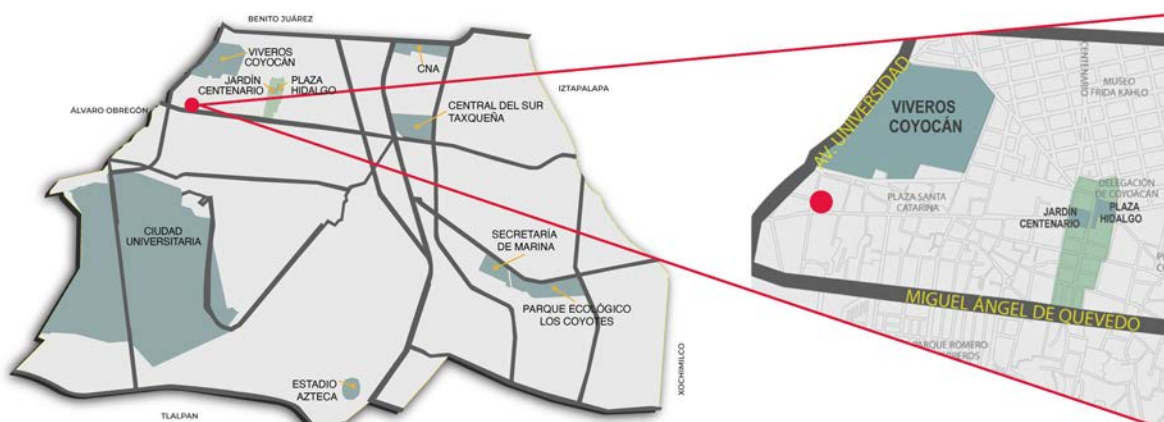 BENITO JUÁREZ
VIVEROS
COYOCÁN
CNA
JARDÍN
CENTENARIO
PLAZA
HIDALGO
IZTAPALAPA
ÁLVARO OBREGÓN
CENTRAL DEL SUR
TAXQUEÑA
CIUDAD
UNIVERSITARIA
SECRETARÍA
DE MARINA
PARQUE ECOLÓGICO
LOS COYOTES
XOCHIMILCO
ESTADIO
AZTECA
TLALPAN
AV. UNIVERSIDAD
CENTENARIO
MUSEO
FRIDA KAHLO
VIVEROS
COYOCÁN
PLAZA SANTA
CATARINA
DELEGACIÓN
DE COYOACÁN
JARDÍN
CENTENARIO
PLAZA
HIDALGO
MIGUEL ÁNGEL DE QUEVEDO
PARQUE ROMERO